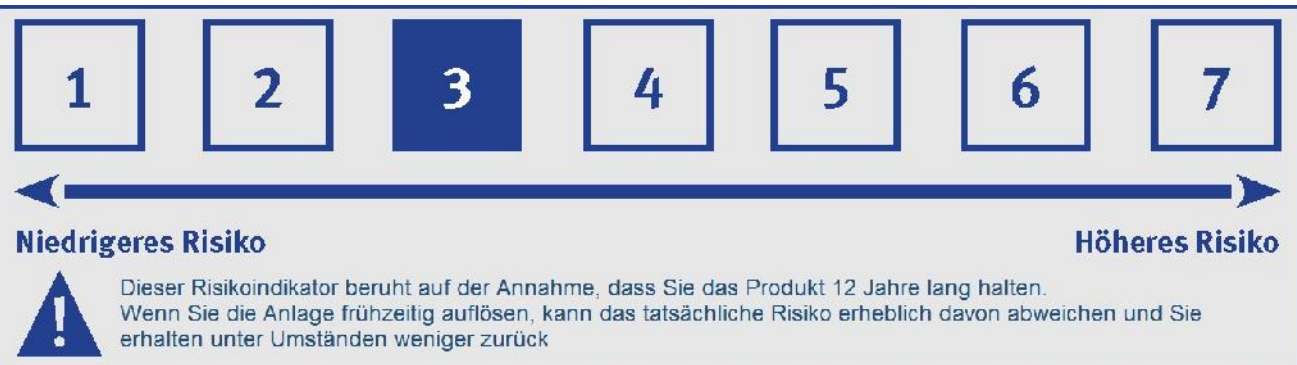 1 2 3 4 5 6 7
Niedrigeres Risiko Höheres Risiko
Dieser Risikoindikator beruht auf der Annahme, dass Sie das Produkt 12 Jahre lang halten.
Wenn Sie die Anlage frühzeitig auflösen, kann das tatsächliche Risiko erheblich davon abweichen und Sie
erhalten unter Umständen weniger zurück